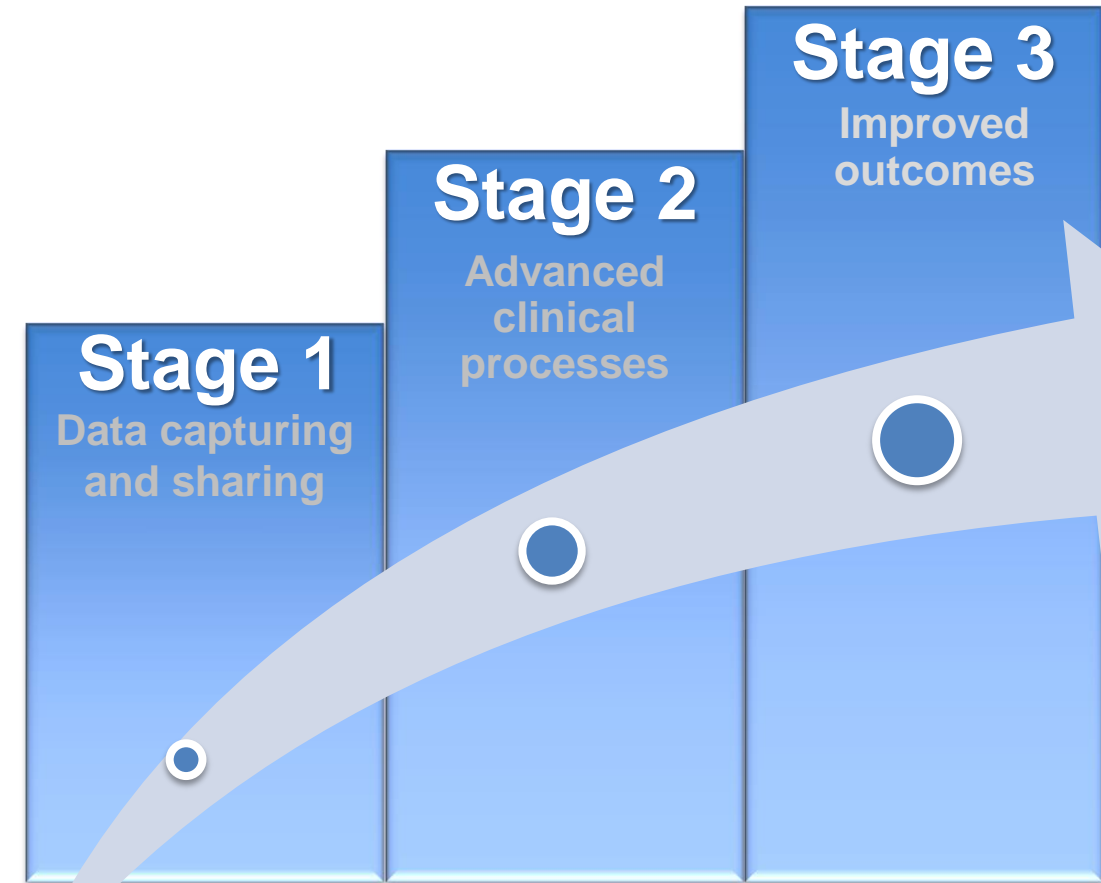 Stage 1
Data capturing
and sharing
Stage 2
Advanced
clinical
processes
Stage 3
Improved
outcomes